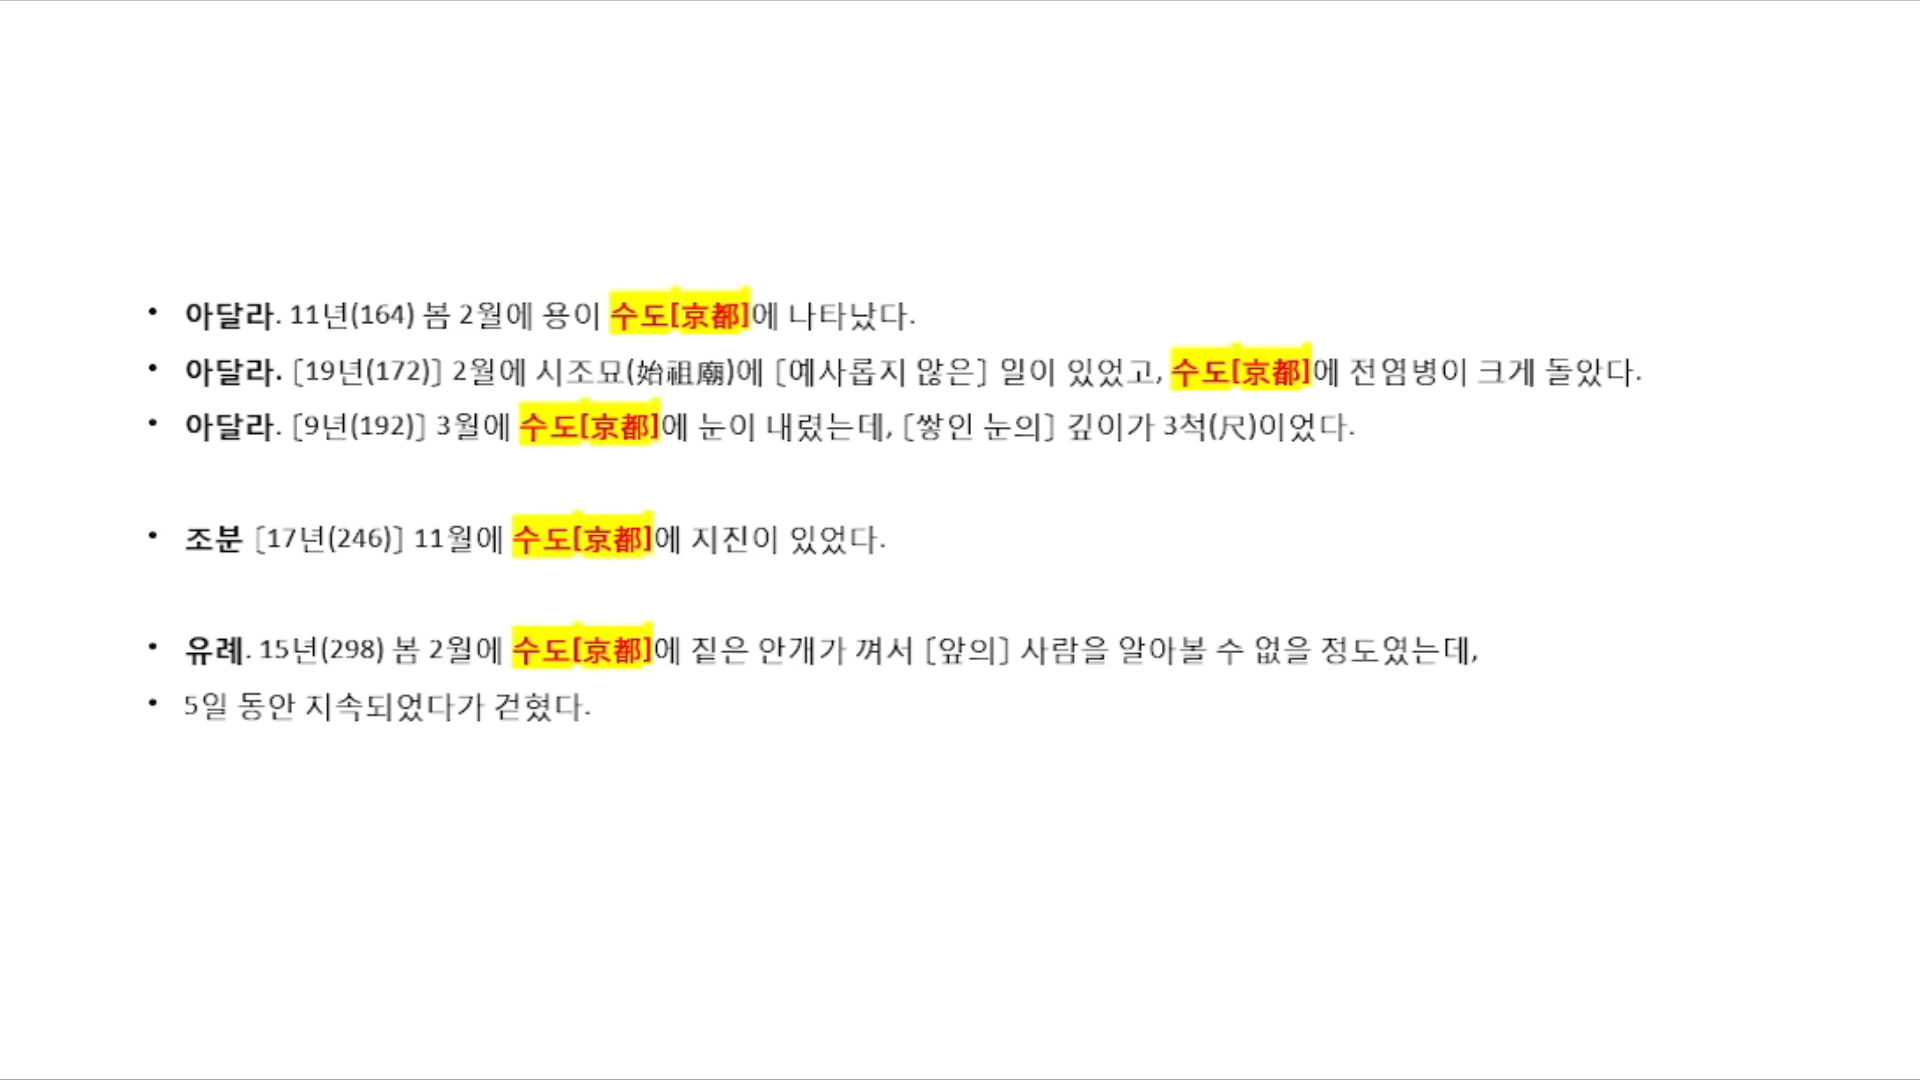 • 아달라. 11년(164) 봄 2월에 용이 수도[京都]에 나타났다.
• 아달라. [19년(172)] 2월에 시조묘(始祖廟)에 [예사롭지 않은] 일이 있었고, 수도[京都]에 전염병이 크게 돌았다.
• 아달라. [9년(192)] 3월에 수도[京都]에 눈이 내렸는데, [쌓인 눈의] 깊이가 3척(尺)이었다.
• 조분 [17년(246)] 11월에 수도[京都]에 지진이 있었다.
• 유례. 15년(298) 봄 2월에 수도[京都]에 짙은 안개가 껴서 [앞의] 사람을 알아볼 수 없을 정도였는데,
• 5일 동안 지속되었다가 걷혔다.